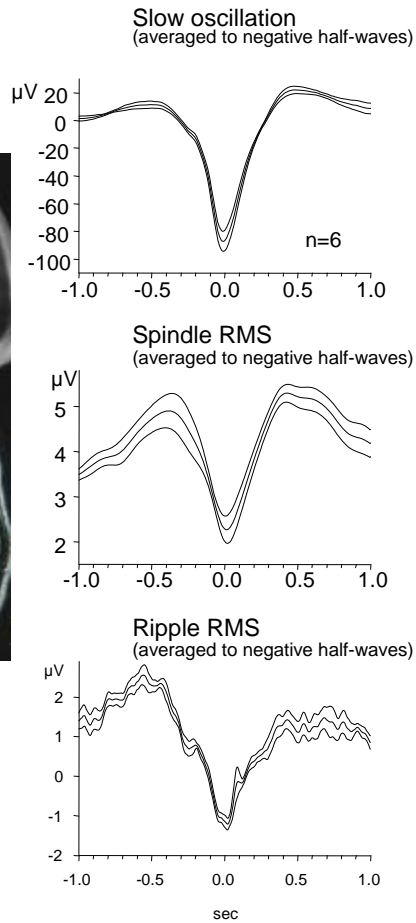 Slow oscillation
(averaged to negative half-waves)
µV
20
0
-20
-40
-60
-80
-100
n=6
-1.0 -0.5 0.0 0.5 1.0
Spindle RMS
(averaged to negative half-waves)
µV
5
4
3
2
-1.0 -0.5 0.0 0.5 1.0
Ripple RMS
(averaged to negative half-waves)
µV
2
1
0
-1
-2
-1.0 -0.5 0.0 0.5 1.0
sec